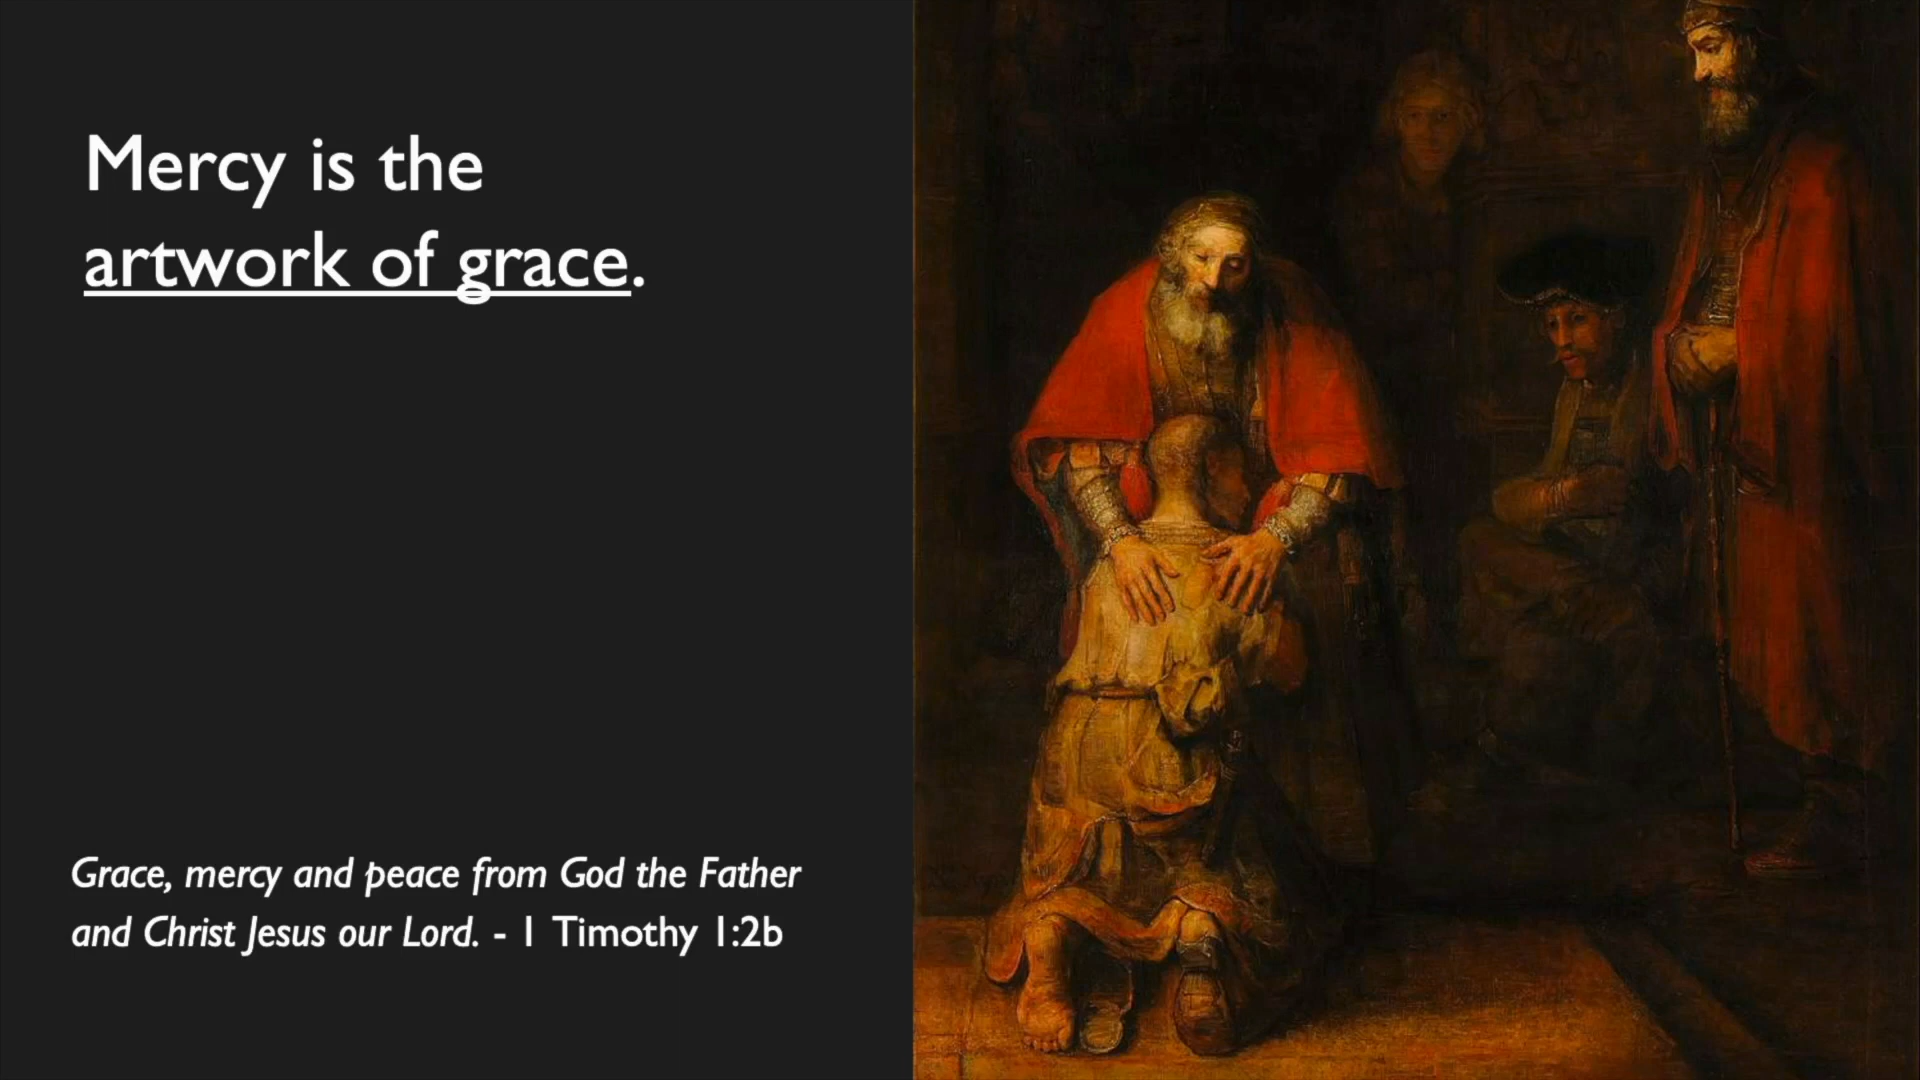 Mercy is the
artwork of grace.
Grace, mercy and peace from God the Father
and Christ Jesus our Lord. - 1 Timothy 1:2b